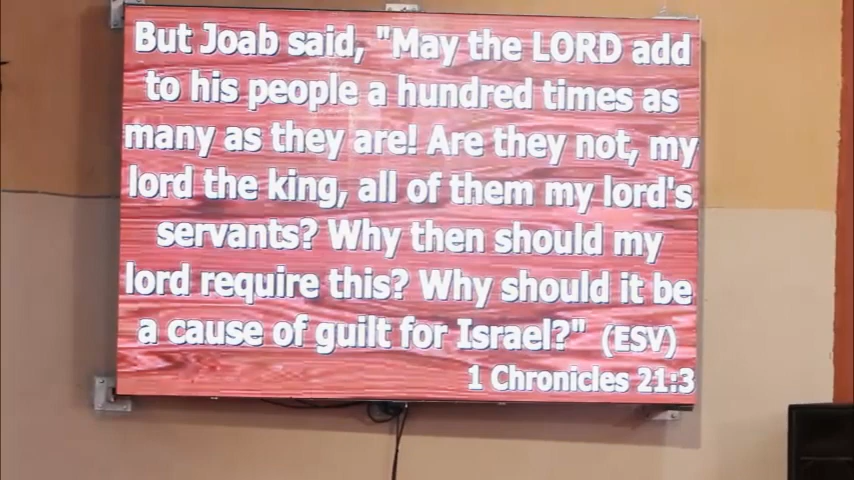 But Joab said, "May the LORD add
to his people a hundred times as
many as they are! Are they not, my
lord the king, all of them my lord's
servants? Why then should my
lord require this? Why should it be
a cause of guilt for Israel?" (ESV)
1 Chronicles 21:3